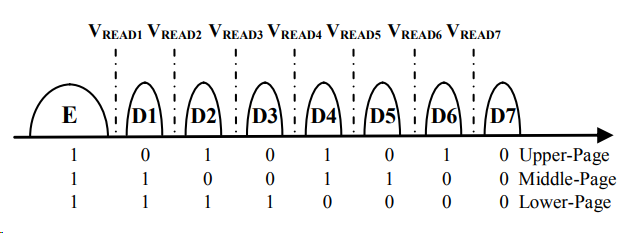 VREAD1 VREAD2 VREAD3 VREAD4 VREAD5 VREAD6 VREAD7
E D1 D2 D3 D4 D5 D6 D7
1 0 1 0 1 0 1 0 Upper-Page
1 1 0 0 1 1 0 0 Middle-Page
1 1 1 1 0 0 0 0 Lower-Page